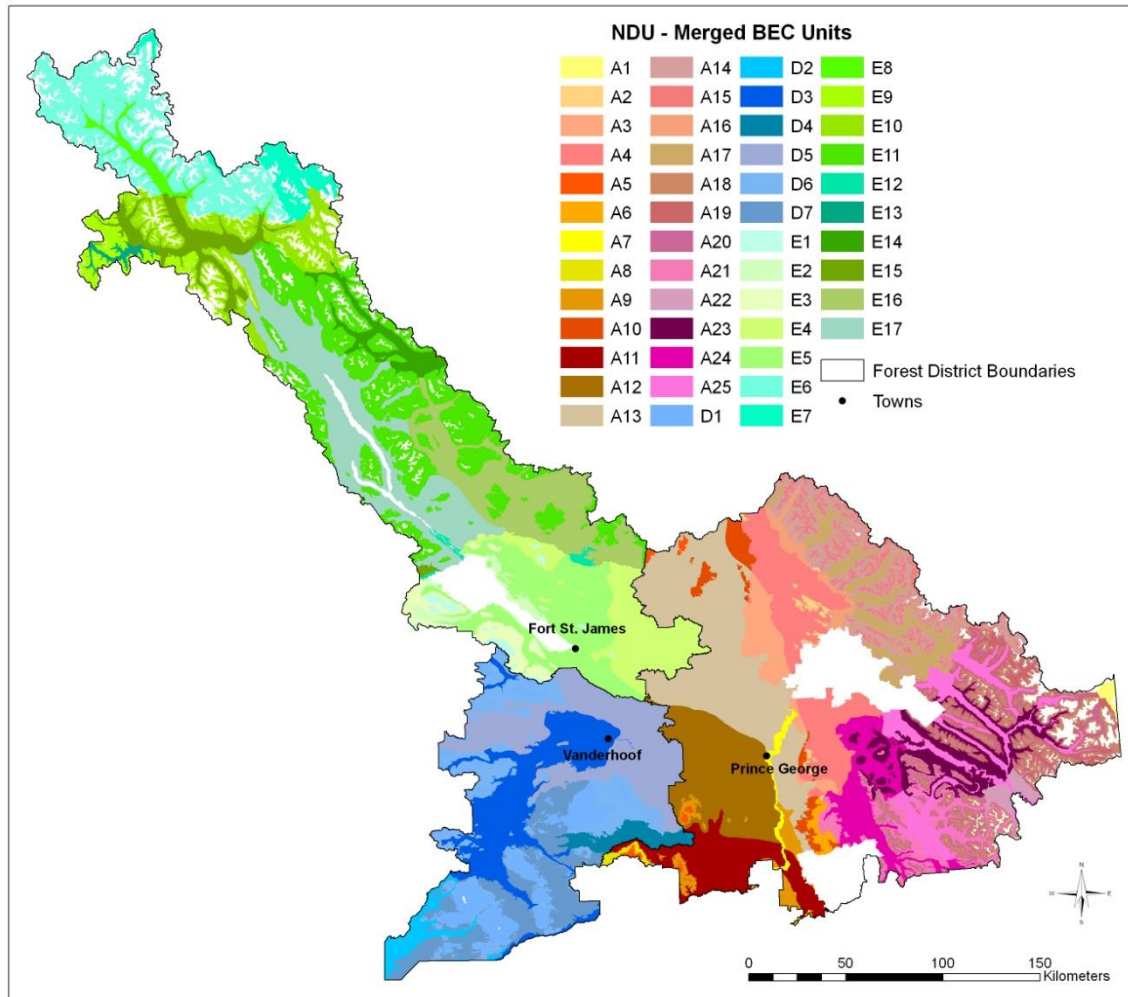 NDU - Merged BEC Units
A1 A14 D2 E8
A2 A15 D3 E9
A3 A16 D4 E10
A4 A17 D5 E11
A5 A18 D6 E12
A6 A19 D7 E13
A7 A20 E1 E14
A8 A21 E2 E15
A9 A22 E3 E16
A10 A23 E4 E17
A11 A24 E5 Forest District Boundaries
A12 A25 E6 Towns
A13 D1 E7
Fort St. James
Vanderhoof
Prince George
N
W E
S
0 50 100 150
Kilometers